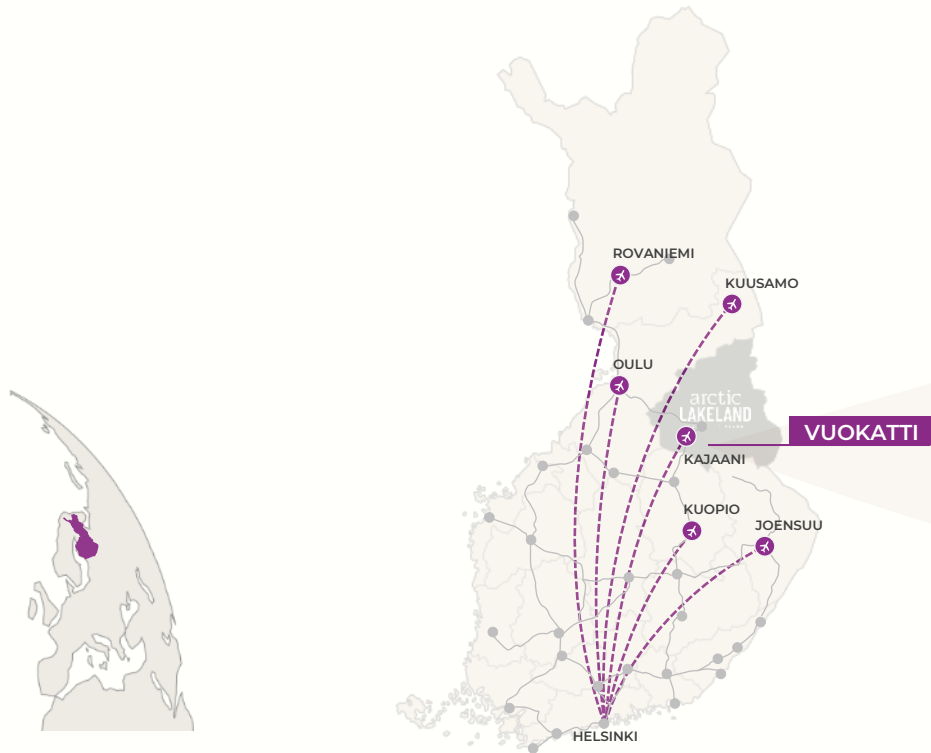 ROVANIEMI
KUUSAMO
OULU
arctic
LAKELAND
VUOKATTI
KAJAANI
KUOPIO
JOENSUU
HELSINKI